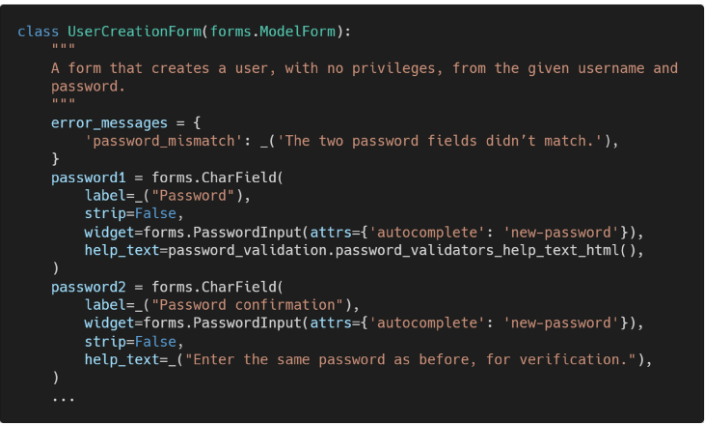 class UserCreationForm(forms.ModelForm):
    """
    A form that creates a user, with no privileges, from the given username and
    password.
    """
    error_messages = {
        'password_mismatch': _('The two password fields didn’t match.'),
    }
    password1 = forms.CharField(
        label=_("Password"),
        strip=False,
        widget=forms.PasswordInput(attrs={'autocomplete': 'new-password'}),
        help_text=password_validation.password_validators_help_text_html(),
    )
    password2 = forms.CharField(
        label=_("Password confirmation"),
        widget=forms.PasswordInput(attrs={'autocomplete': 'new-password'}),
        strip=False,
        help_text=_("Enter the same password as before, for verification."),
    )
    ...